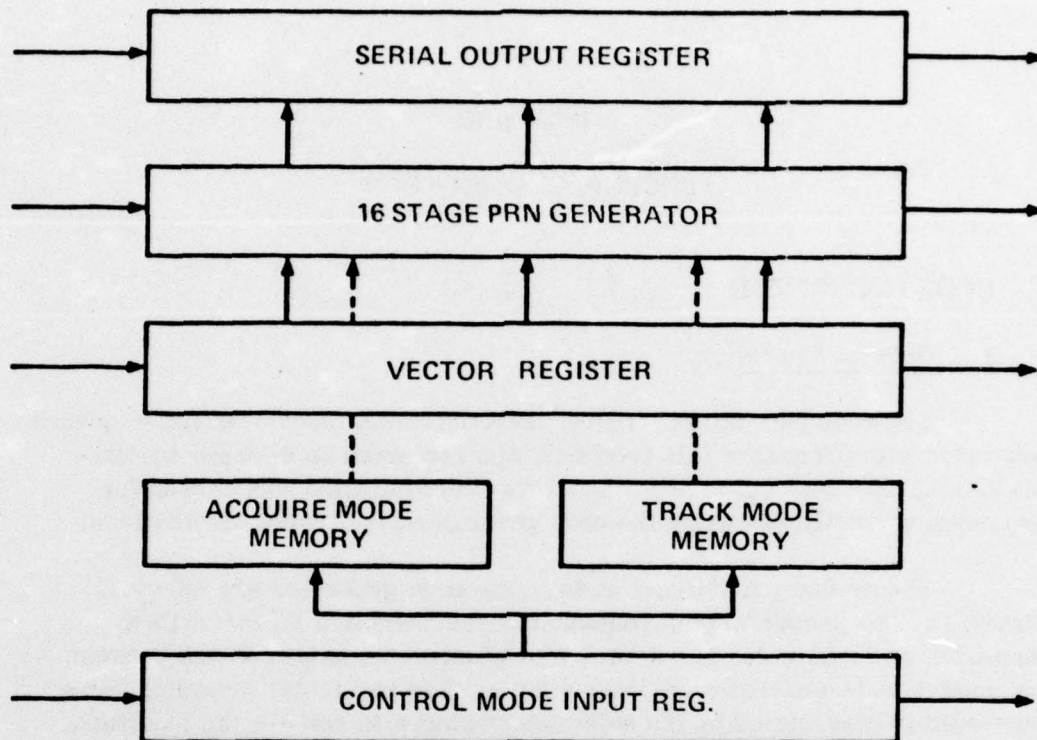 SERIAL OUTPUT REGISTER
16 STAGE PRN GENERATOR
VECTOR REGISTER
ACQUIRE MODE
MEMORY
TRACK MODE
MEMORY
CONTROL MODE INPUT REG.